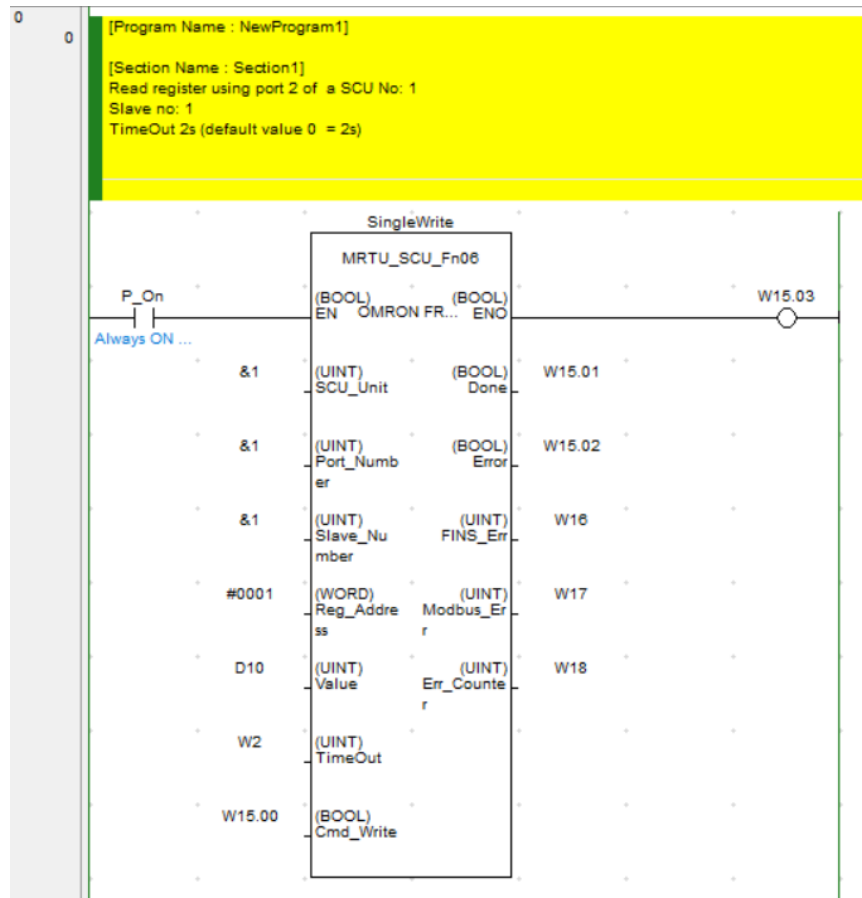 0
0
[Program Name : NewProgram1]
[Section Name : Section1]
Read register using port 2 of a SCU No: 1
Slave no: 1
TimeOut 2s (default value 0 = 2s)
SingleWrite
MRTU_SCU_Fn06
P_On
(BOOL) (BOOL)
EN OMRON FR... ENO
W15.03
Always ON ...
&1 (UINT) (BOOL) W15.01
SCU_Unit Done
&1 (UINT) (BOOL) W15.02
Port_Numb Error
er
&1 (UINT) (UINT) W16
Slave_Nu FINS_Err
mber
#0001 (WORD) (UINT) W17
Reg_Addre Modbus_Er
ss r
D10 (UINT) (UINT) W18
Value Err_Counte
r
W2 (UINT)
TimeOut
W15.00 (BOOL)
Cmd_Write